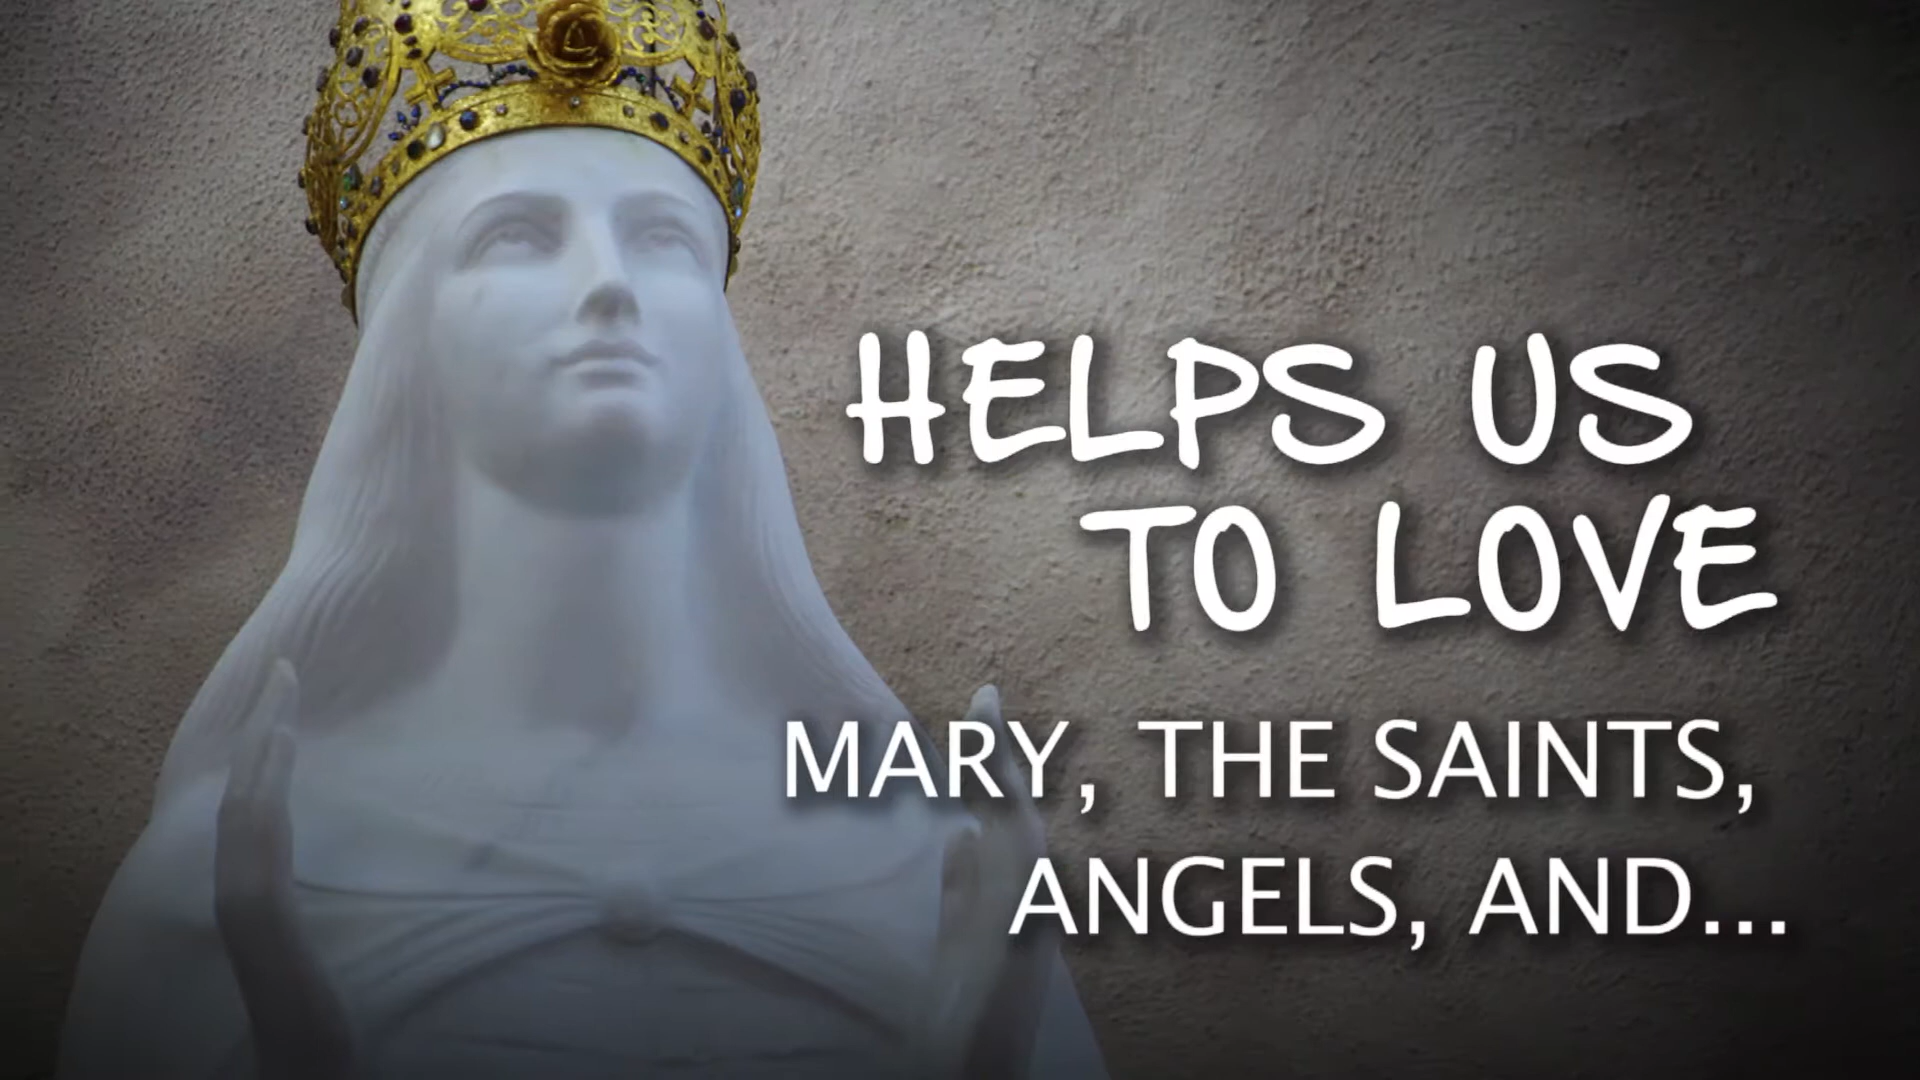 HELPS US
TO LOVE
MARY, THE SAINTS,
ANGELS, AND...